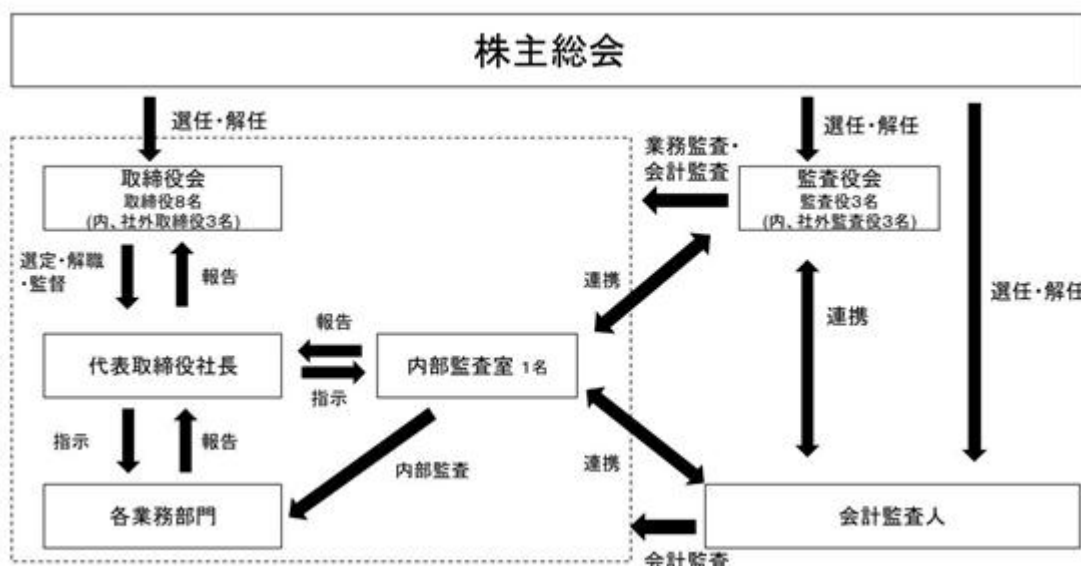 株主総会
選任・解任
選任・解任
業務監査・
会計監査
取締役会
取締役8名
(内、社外取締役3名)
監査役会
監査役3名
(内、社外監査役3名)
選定・解職
・監督
報告
連携
選任・解任
連携
報告
代表取締役社長
内部監査室 1名
指示
指示
報告
内部監査
連携
各業務部門
会計監査人
会計監査